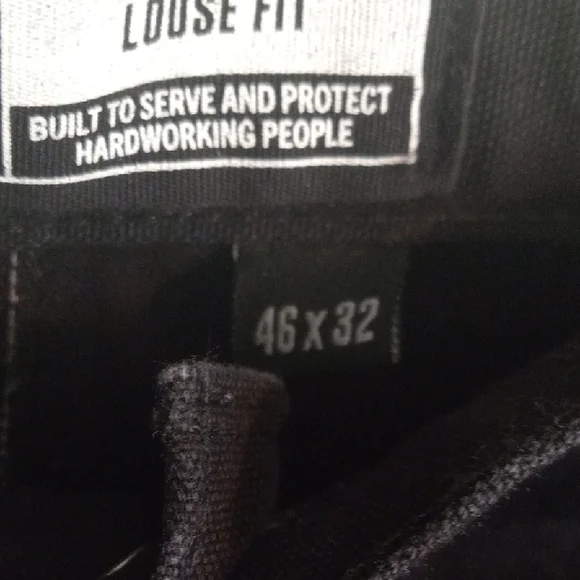 LOOSE FIT
BUILT TO SERVE AND PROTECT
HARDWORKING PEOPLE
46 X 32